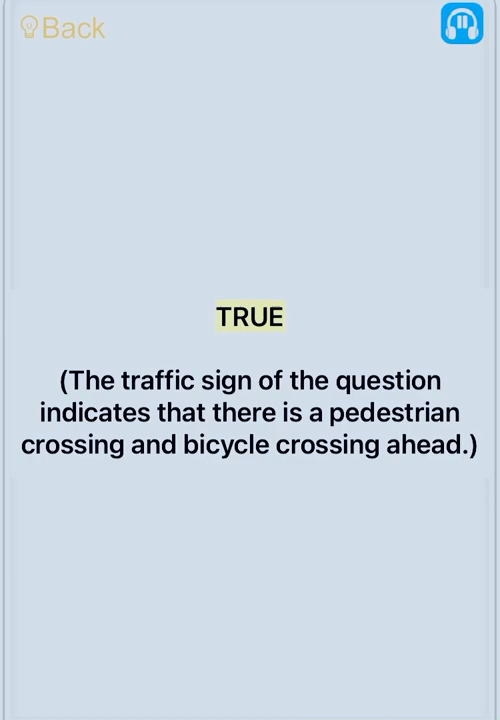 Back
TRUE
(The traffic sign of the question
indicates that there is a pedestrian
crossing and bicycle crossing ahead.)